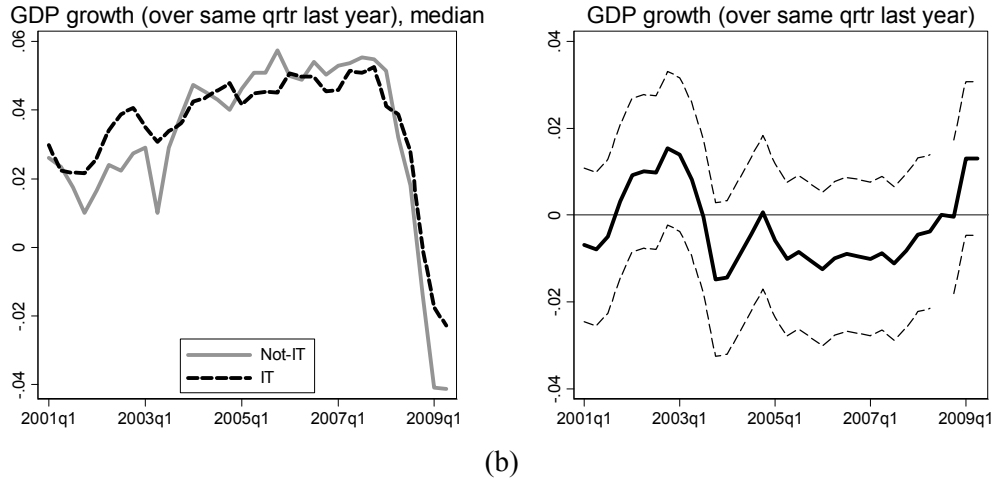 GDP growth (over same qrtr last year), median
.06
.04
.02
0
-.02
-.04
Not-IT
IT
2001q1 2003q1 2005q1 2007q1 2009q1
GDP growth (over same qrtr last year)
.04
.02
0
-.02
-.04
2001q1 2003q1 2005q1 2007q1 2009q1
(b)